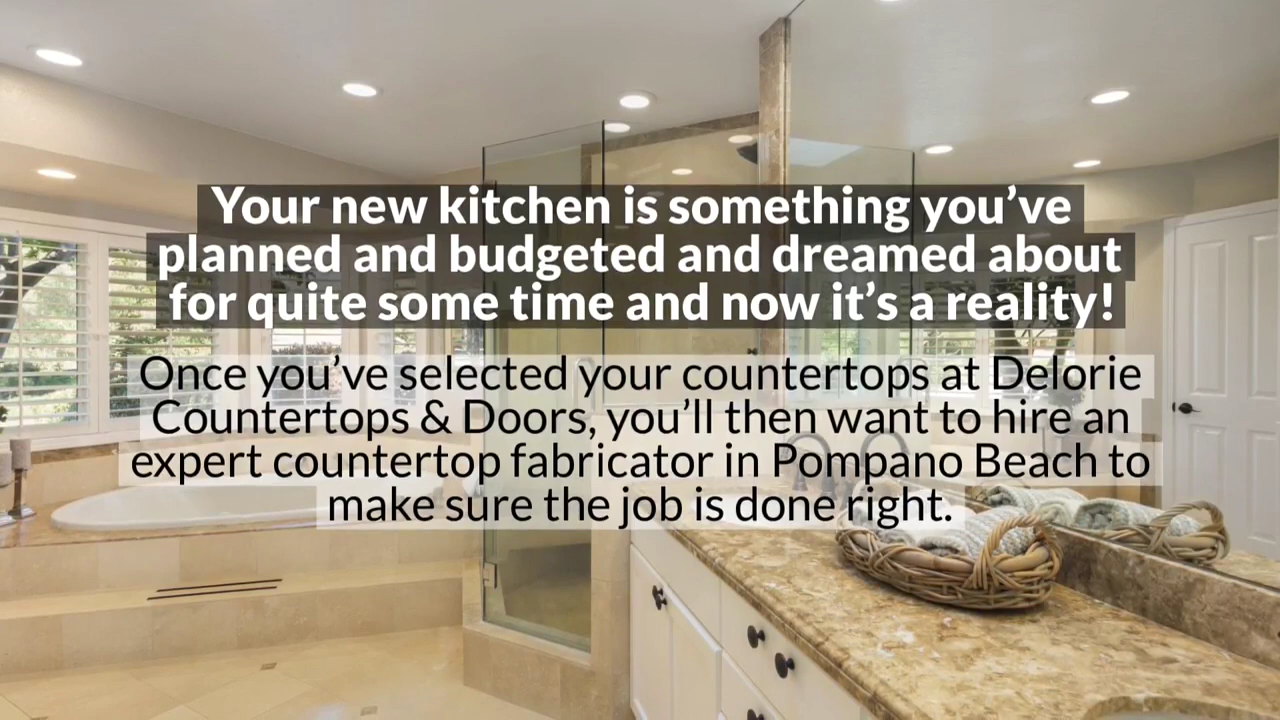 Your new kitchen is something you’ve
planned and budgeted and dreamed about
for quite some time and now it’s a reality!
Once you’ve selected your countertops at Delorie
Countertops & Doors, you’ll then want to hire an
expert countertop fabricator in Pompano Beach to
make sure the job is done right.